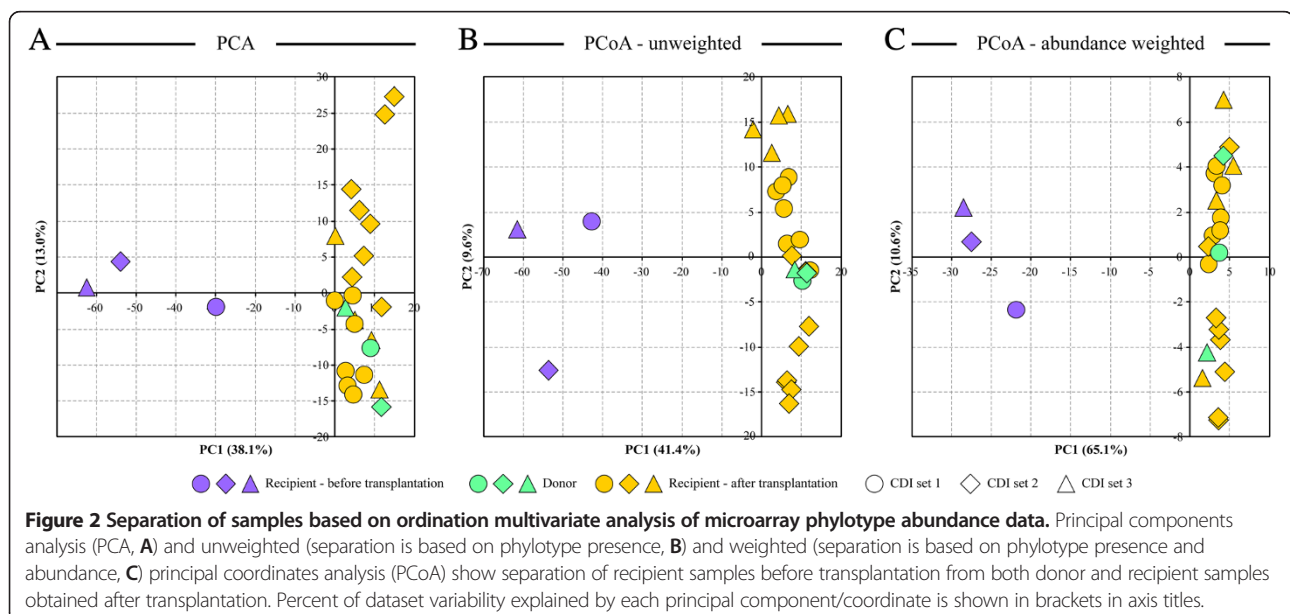 A PCA
B PCoA - unweighted
C PCoA - abundance weighted
30
25
20
15
10
5
0
-5
-10
-15
-20
-60 -50 -40 -30 -20 -10 0 10 20
PC2 (13.0%)
PC1 (38.1%)
20
15
10
5
0
-5
-10
-15
20
-70 -60 -50 -40 -30 -20 -10 0 10 20
PC2 (9.6%)
PC1 (41.4%)
8
6
4
2
0
-2
-4
-6
-8
-35 -30 -25 -20 -15 -10 -5 0 5 10
PC2 (10.6%)
PC1 (65.1%)
Recipient - before transplantation Donor Recipient - after transplantation CDI set 1 CDI set 2 CDI set 3
Figure 2 Separation of samples based on ordination multivariate analysis of microarray phylotype abundance data. Principal components
analysis (PCA, A) and unweighted (separation is based on phylotype presence, B) and weighted (separation is based on phylotype presence and
abundance, C) principal coordinates analysis (PCoA) show separation of recipient samples before transplantation from both donor and recipient samples
obtained after transplantation. Percent of dataset variability explained by each principal component/coordinate is shown in brackets in axis titles.